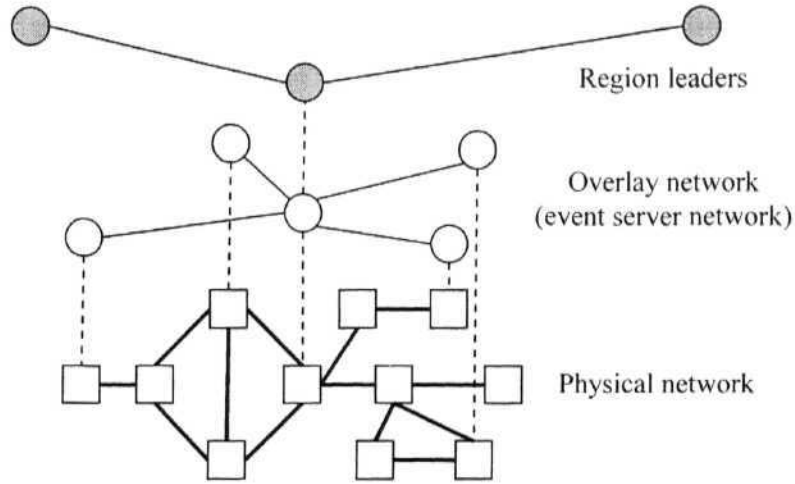 Region leaders
Overlay network
(event server network)
Physical network